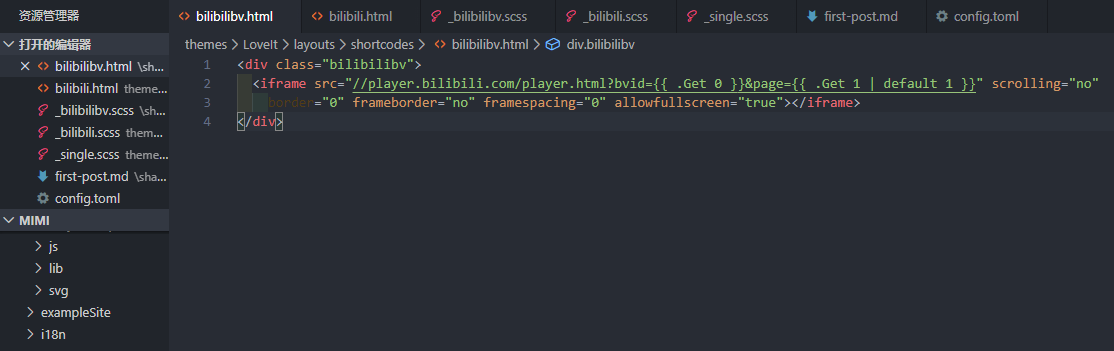 资源管理器
bilibilibv.html
bilibili.html
_bilibilibv.scss
_bilibili.scss
_single.scss
first-post.md
config.toml
打开的编辑器
themes > LoveIt > layouts > shortcodes > <> bilibilibv.html > div.bilibilibv
× <> bilibilibv.html \sh...
<> bilibili.html theme...
_bilibilibv.scss \sh...
_bilibili.scss them...
_single.scss theme...
first-post.md \sha...
config.toml
1 <div class="bilibilibv">
2 <iframe src="//player.bilibili.com/player.html?bvid={{ .Get 0 }}&page={{ .Get 1 | default 1 }}" scrolling="no"
3 border="0" frameborder="no" framespacing="0" allowfullscreen="true"></iframe>
4 </div>
MIMI
js
lib
svg
exampleSite
i18n